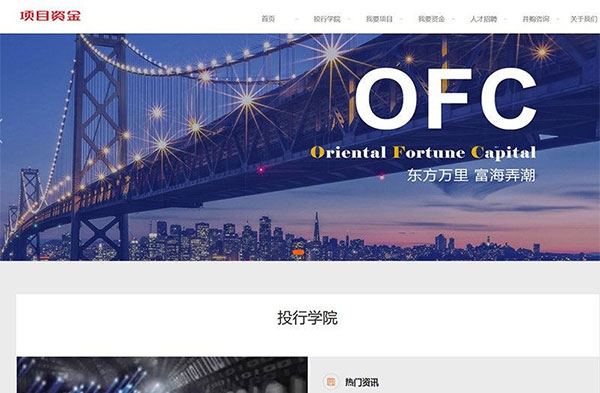 项目资金
首页 投行学院 我要项目 我要资金 人才招聘 并购咨询 关于我们
OFC
Oriental Fortune Capital
东方万里 富海弄潮
投行学院
热门资讯